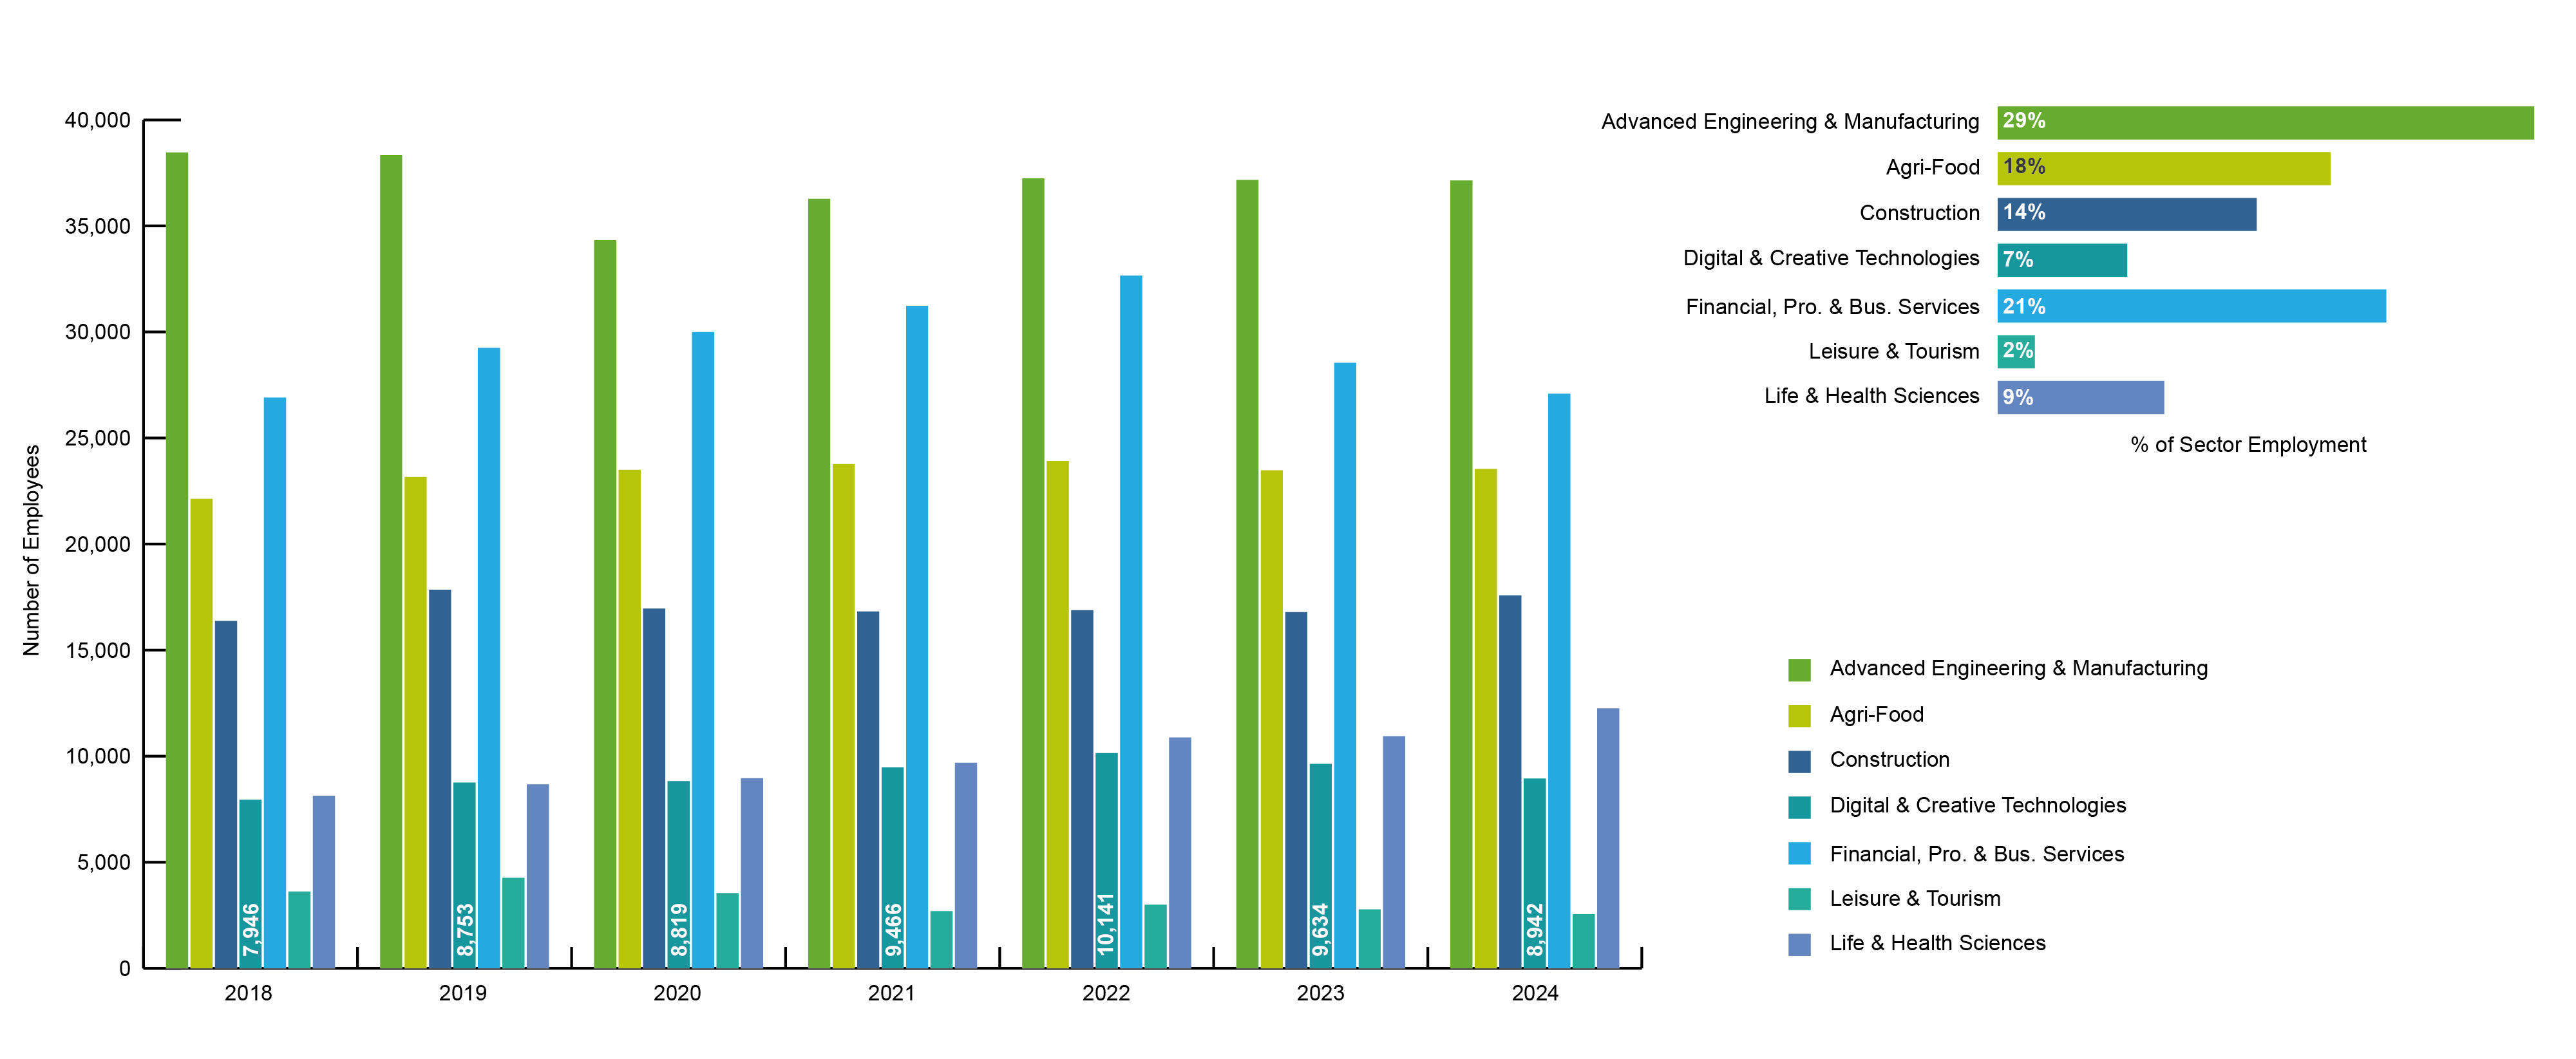 40,000
35,000
30,000
25,000
20,000
15,000
10,000
5,000
0
Number of Employees
7,946
8,753
8,819
9,466
10,141
9,634
8,942
2018
2019
2020
2021
2022
2023
2024
Advanced Engineering & Manufacturing 29%
Agri-Food 18%
Construction 14%
Digital & Creative Technologies 7%
Financial, Pro. & Bus. Services 21%
Leisure & Tourism 2%
Life & Health Sciences 9%
% of Sector Employment
Advanced Engineering & Manufacturing
Agri-Food
Construction
Digital & Creative Technologies
Financial, Pro. & Bus. Services
Leisure & Tourism
Life & Health Sciences